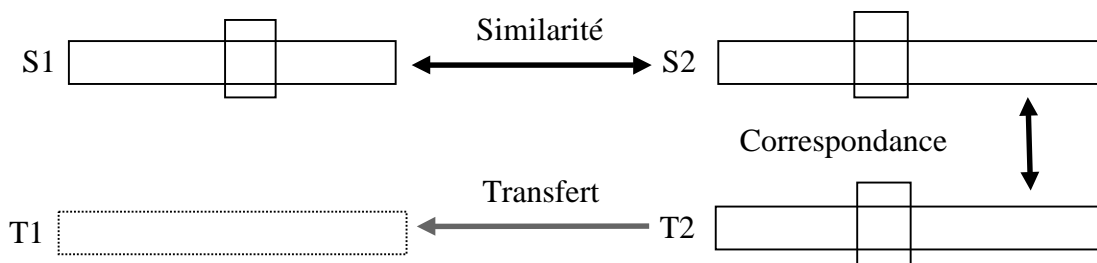 Similarité
S1
S2
Correspondance
Transfert
T1
T2